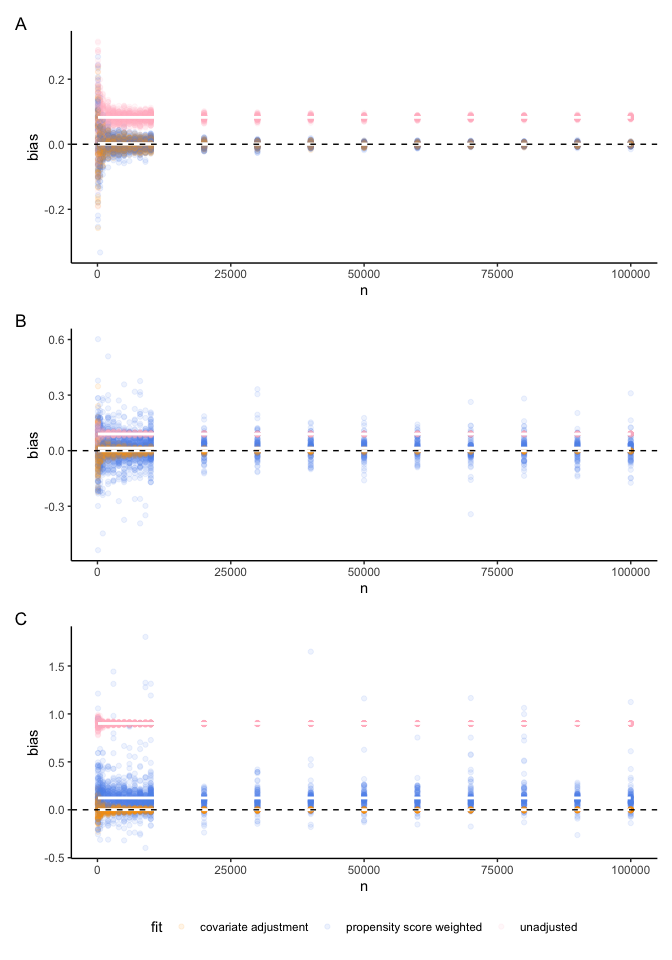 A
0.2
0.0
-0.2
bias
0 25000 50000 75000 100000
n
B
0.6
0.3
0.0
-0.3
bias
0 25000 50000 75000 100000
n
C
1.5
1.0
0.5
0.0
-0.5
bias
0 25000 50000 75000 100000
n
fit covariate adjustment propensity score weighted unadjusted